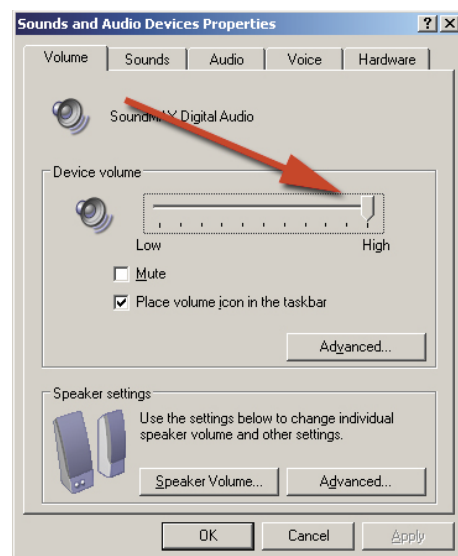 Sounds and Audio Devices Properties
Volume Sounds Audio Voice Hardware
SoundMAX Digital Audio
Device volume
Low High
Mute
Place volume icon in the taskbar
Advanced...
Speaker settings
Use the settings below to change individual
speaker volume and other settings.
Speaker Volume... Advanced...
OK Cancel Apply